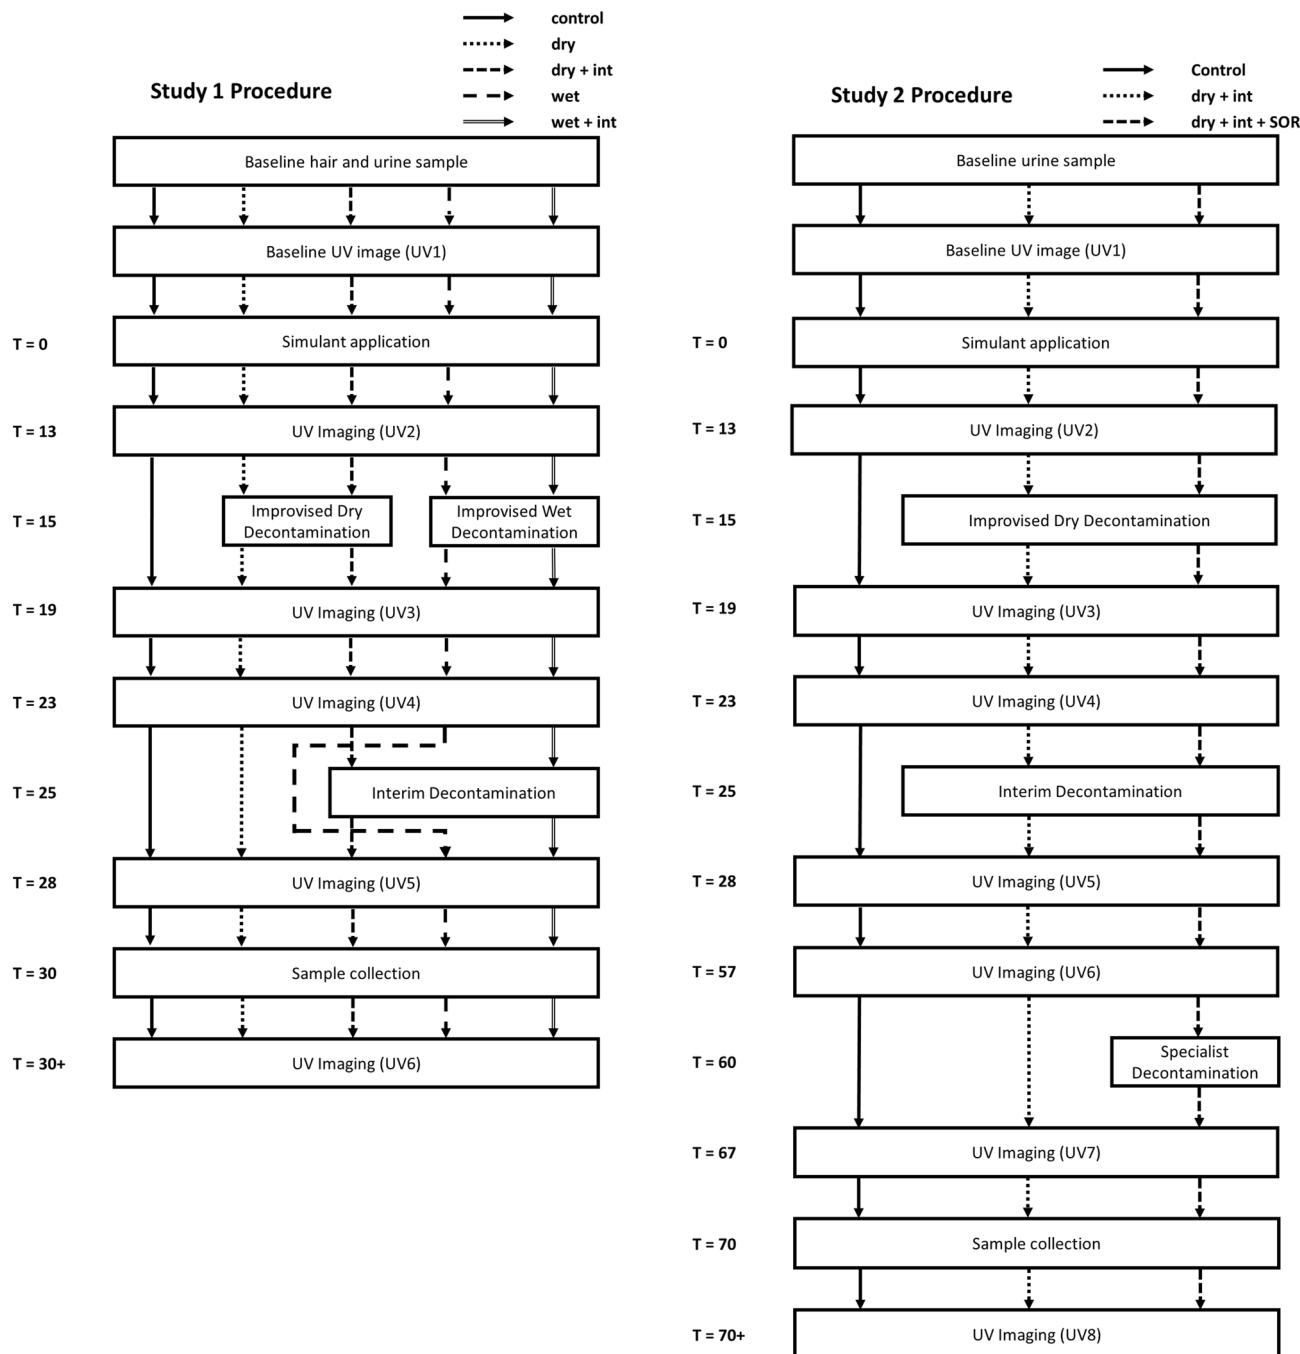 Study 1 Procedure
control
dry
dry + int
wet
wet + int
Baseline hair and urine sample
Baseline UV image (UV1)
T = 0
Simulant application
T = 13
UV Imaging (UV2)
T = 15
Improvised Dry
Decontamination
Improvised Wet
Decontamination
T = 19
UV Imaging (UV3)
T = 23
UV Imaging (UV4)
T = 25
Interim Decontamination
T = 28
UV Imaging (UV5)
T = 30
Sample collection
T = 30+
UV Imaging (UV6)
Study 2 Procedure
Control
dry + int
dry + int + SOR
Baseline urine sample
Baseline UV image (UV1)
T = 0
Simulant application
T = 13
UV Imaging (UV2)
T = 15
Improvised Dry Decontamination
T = 19
UV Imaging (UV3)
T = 23
UV Imaging (UV4)
T = 25
Interim Decontamination
T = 28
UV Imaging (UV5)
T = 57
UV Imaging (UV6)
T = 60
Specialist
Decontamination
T = 67
UV Imaging (UV7)
T = 70
Sample collection
T = 70+
UV Imaging (UV8)